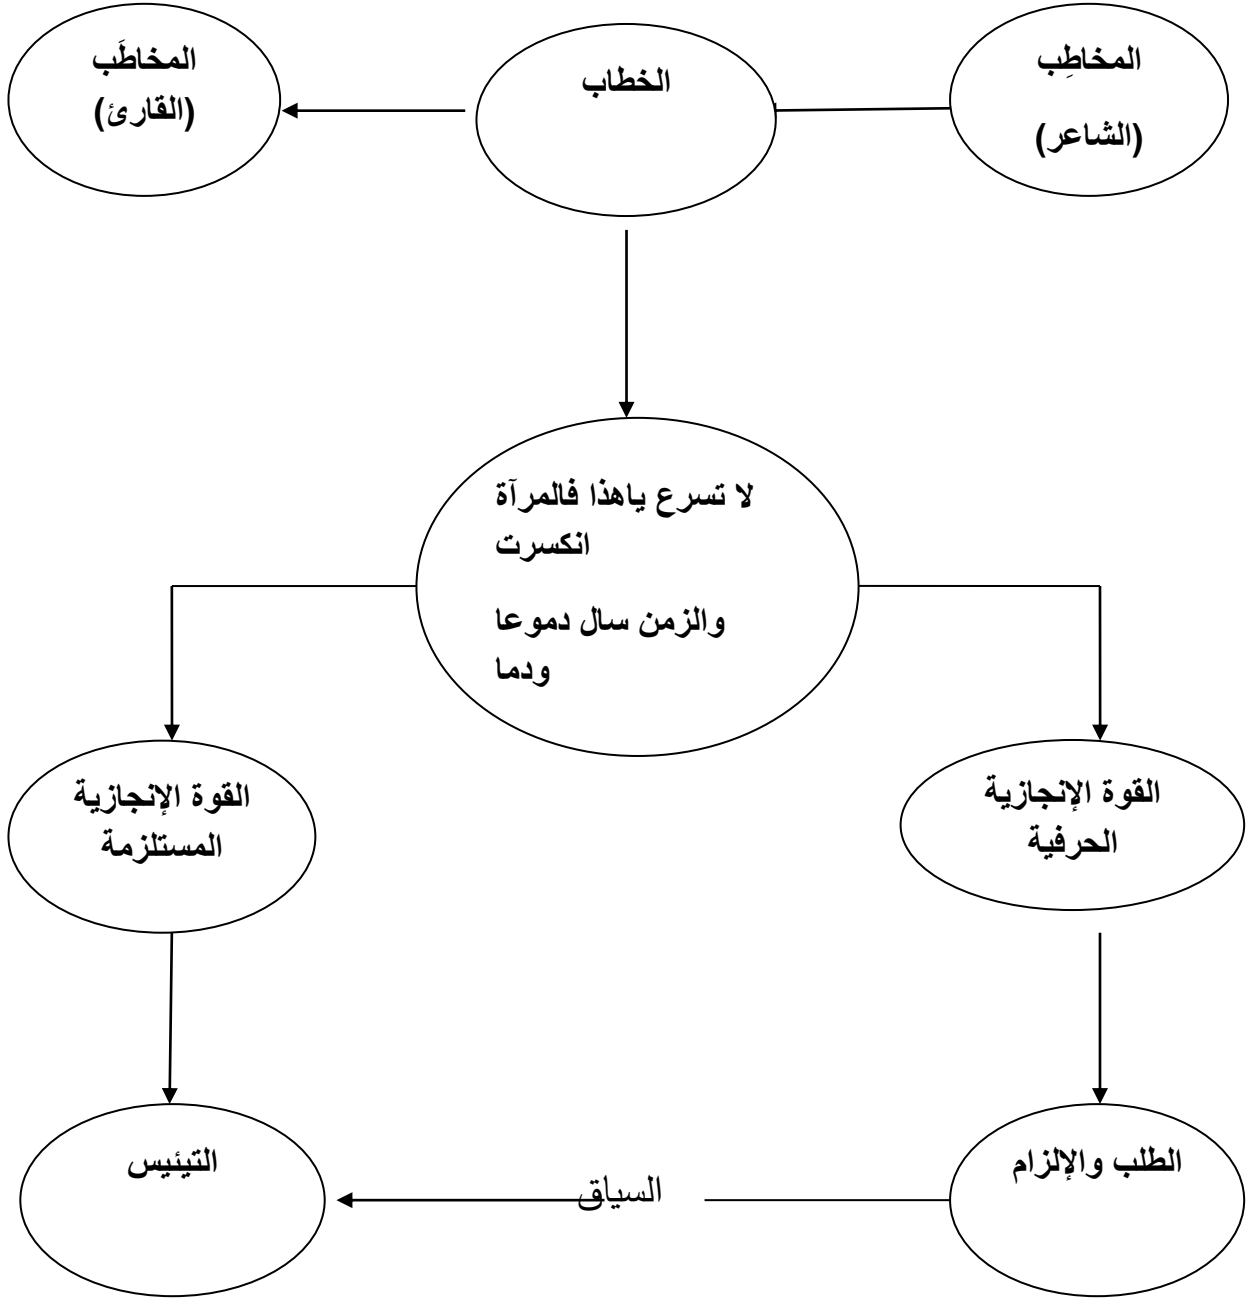 المخاطِب
(الشاعر)
الخطاب
المخاطَب
(القارئ)
لا تسرع ياهذا فالمرآة
انكسرت
والزمن سال دموعا
ودما
القوة الإنجازية
الحرفية
القوة الإنجازية
المستلزمة
الطلب والإلزام
السياق
التيئيس